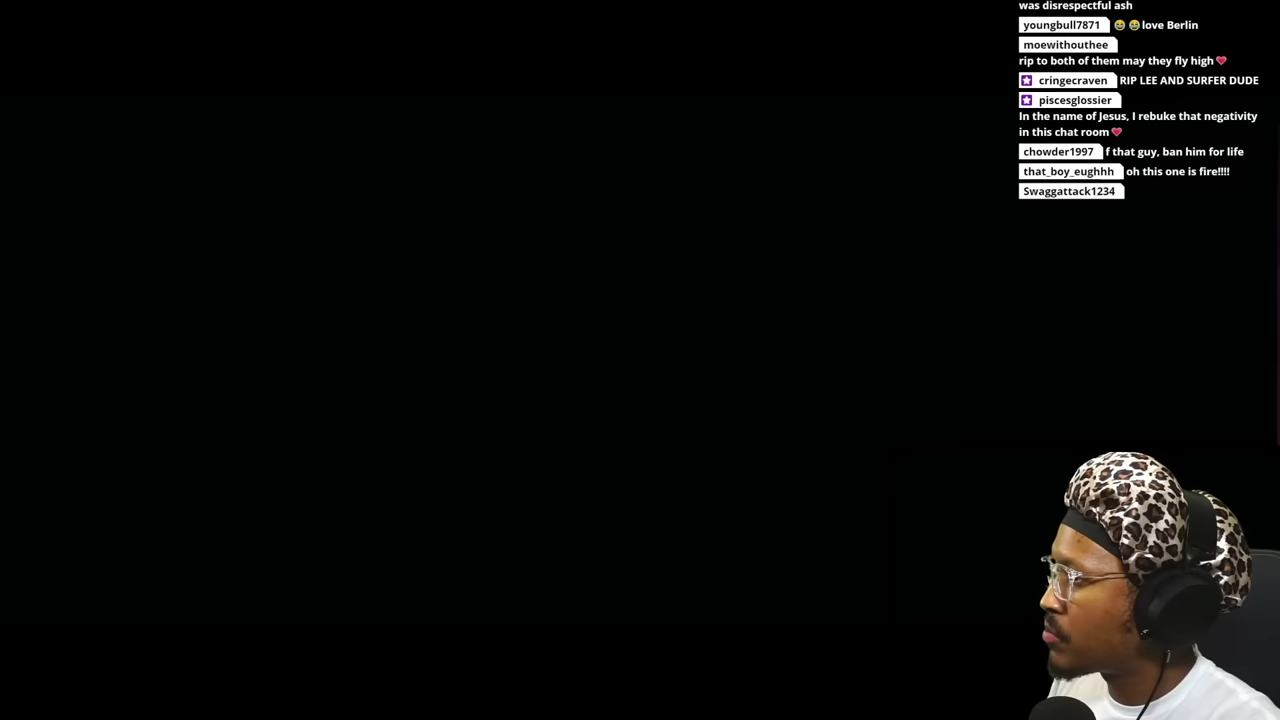 was disrespectful ash
youngbull7871 😂 😂love Berlin
moewithouthee
rip to both of them may they fly high❤
cringecraven RIP LEE AND SURFER DUDE
piscesglossier
In the name of Jesus, I rebuke that negativity
in this chat room❤
chowder1997 f that guy, ban him for life
that_boy_eughhh oh this one is fire!!!!
Swaggattack1234